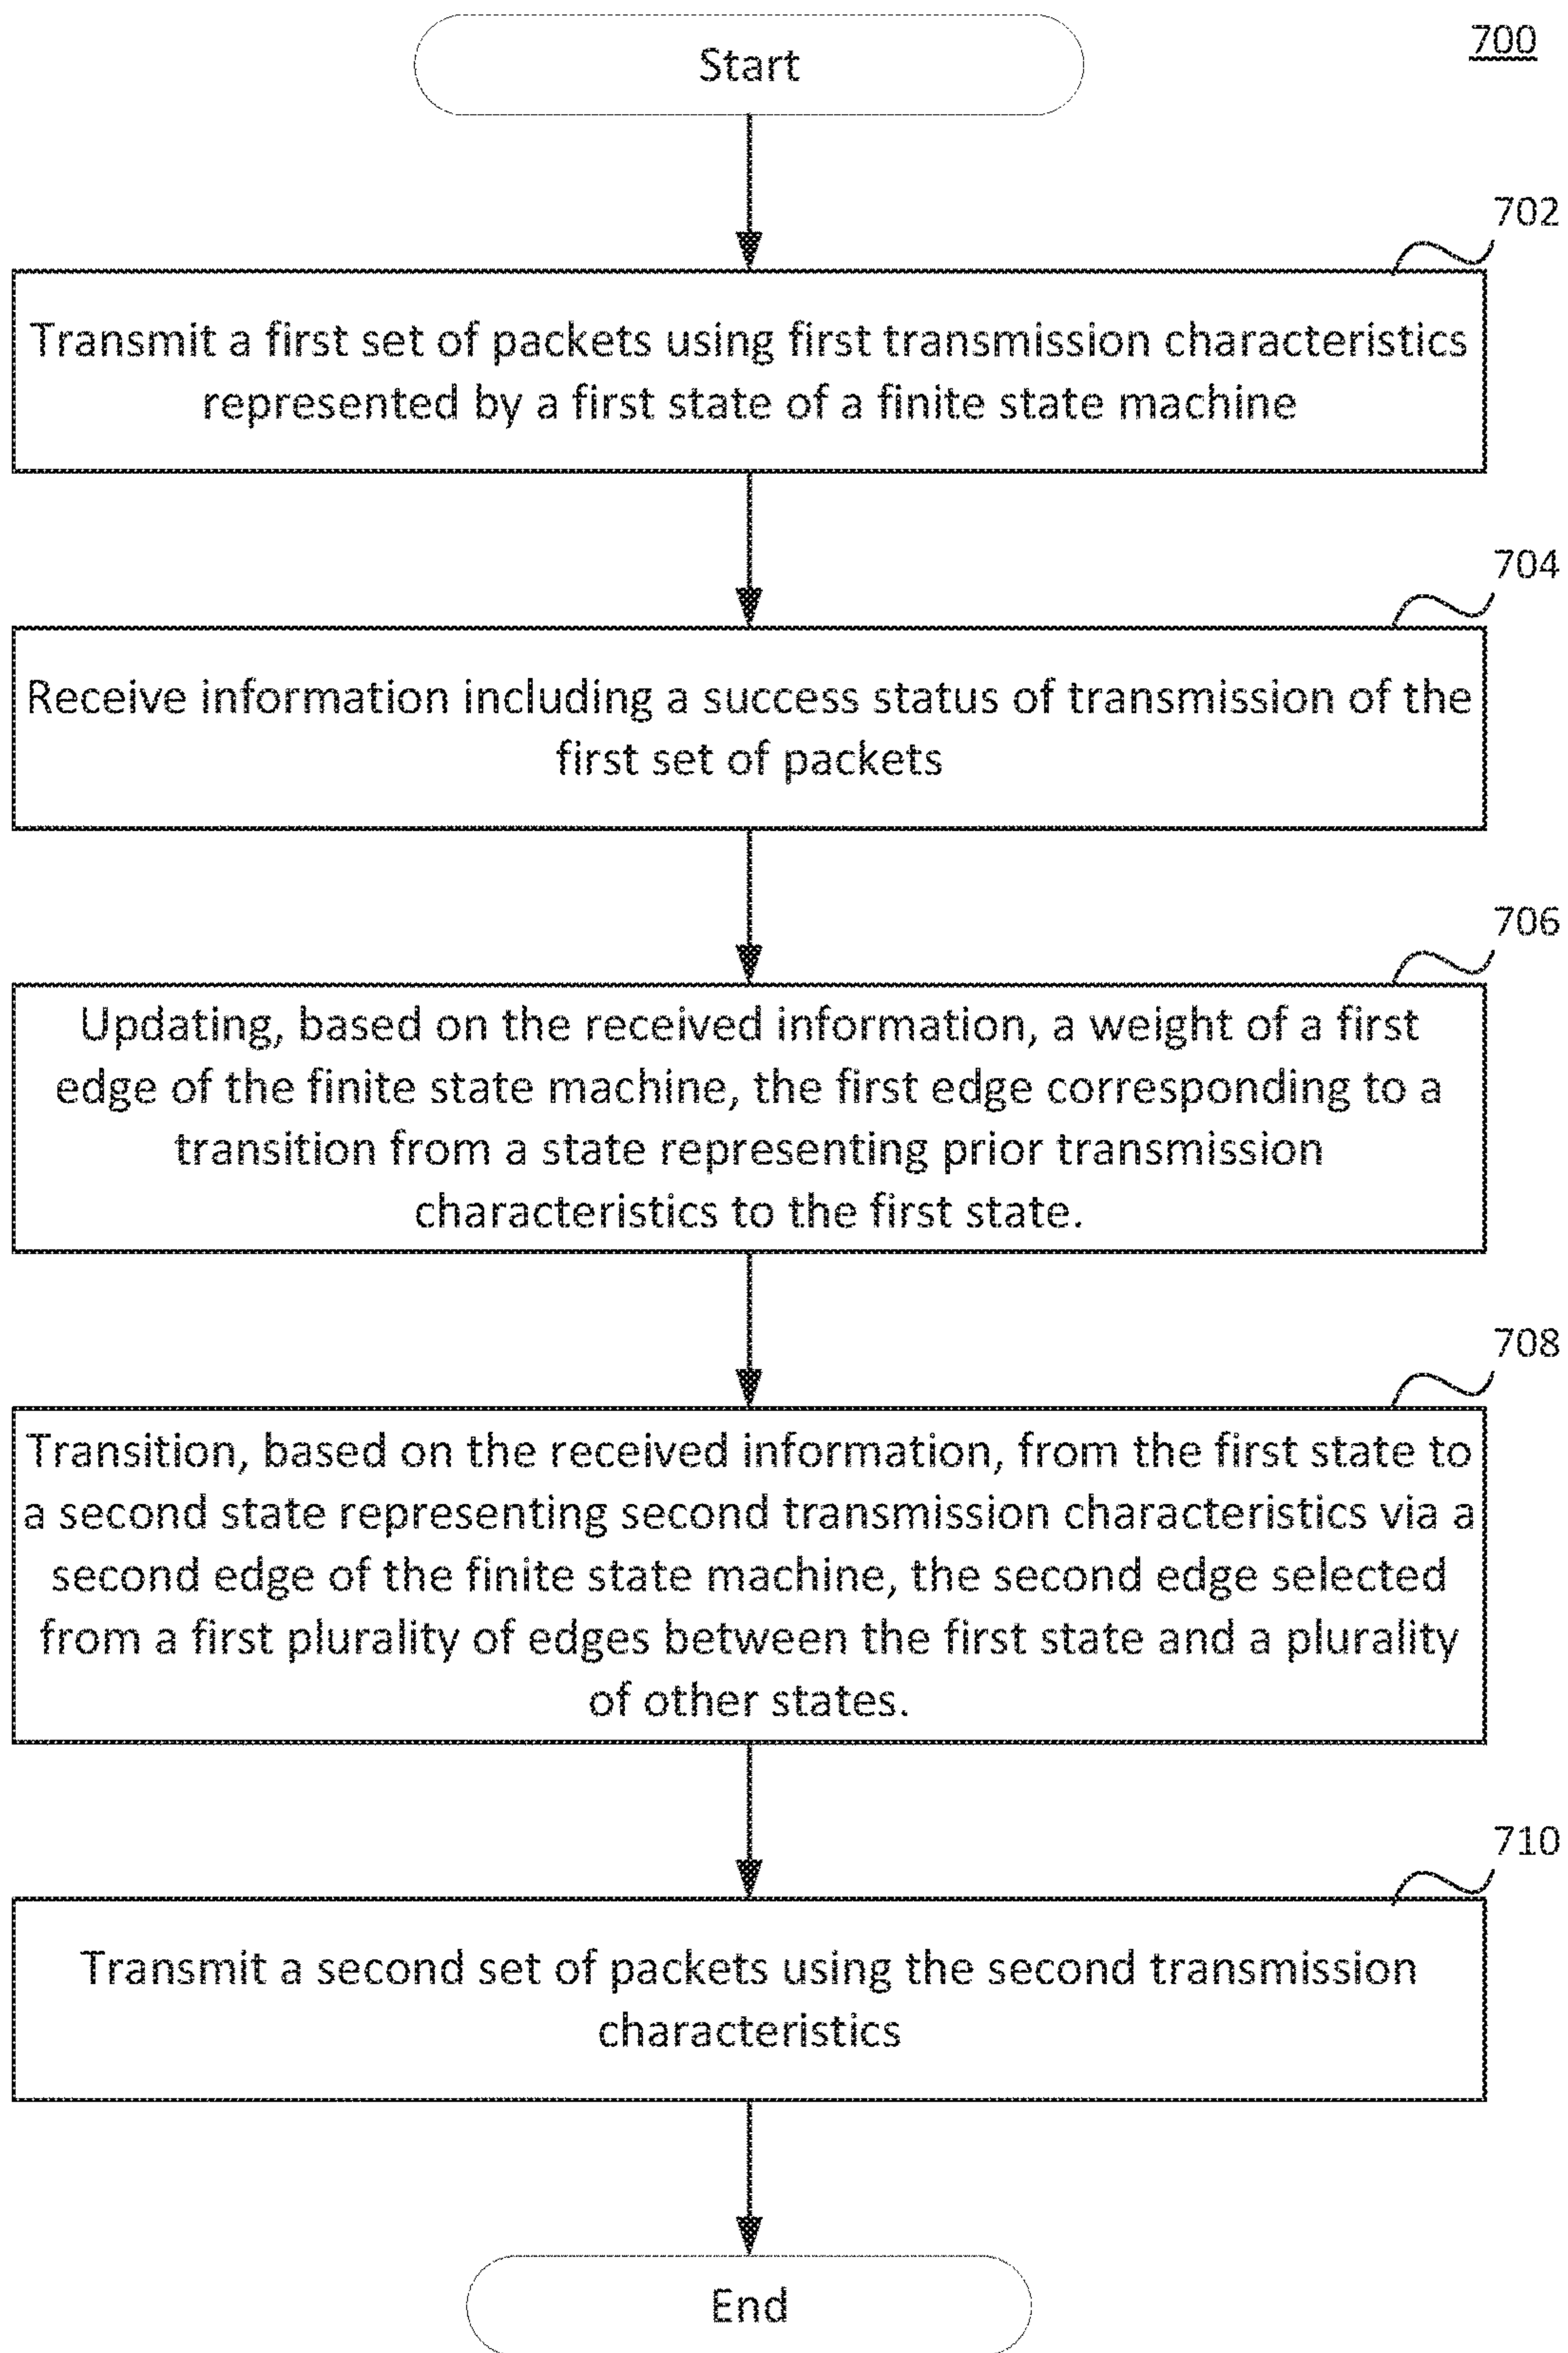 700
Start
702
Transmit a first set of packets using first transmission characteristics
represented by a first state of a finite state machine
704
Receive information including a success status of transmission of the
first set of packets
706
Updating, based on the received information, a weight of a first
edge of the finite state machine, the first edge corresponding to a
transition from a state representing prior transmission
characteristics to the first state.
708
Transition, based on the received information, from the first state to
a second state representing second transmission characteristics via a
second edge of the finite state machine, the second edge selected
from a first plurality of edges between the first state and a plurality
of other states.
710
Transmit a second set of packets using the second transmission
characteristics
End